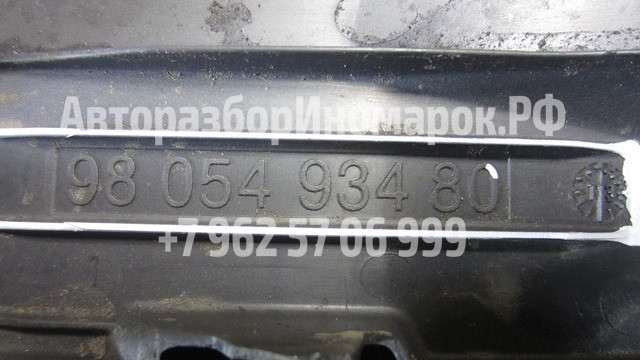 АвторазборИномарок.РФ
98 054 934 80
+7 962 57 06 999